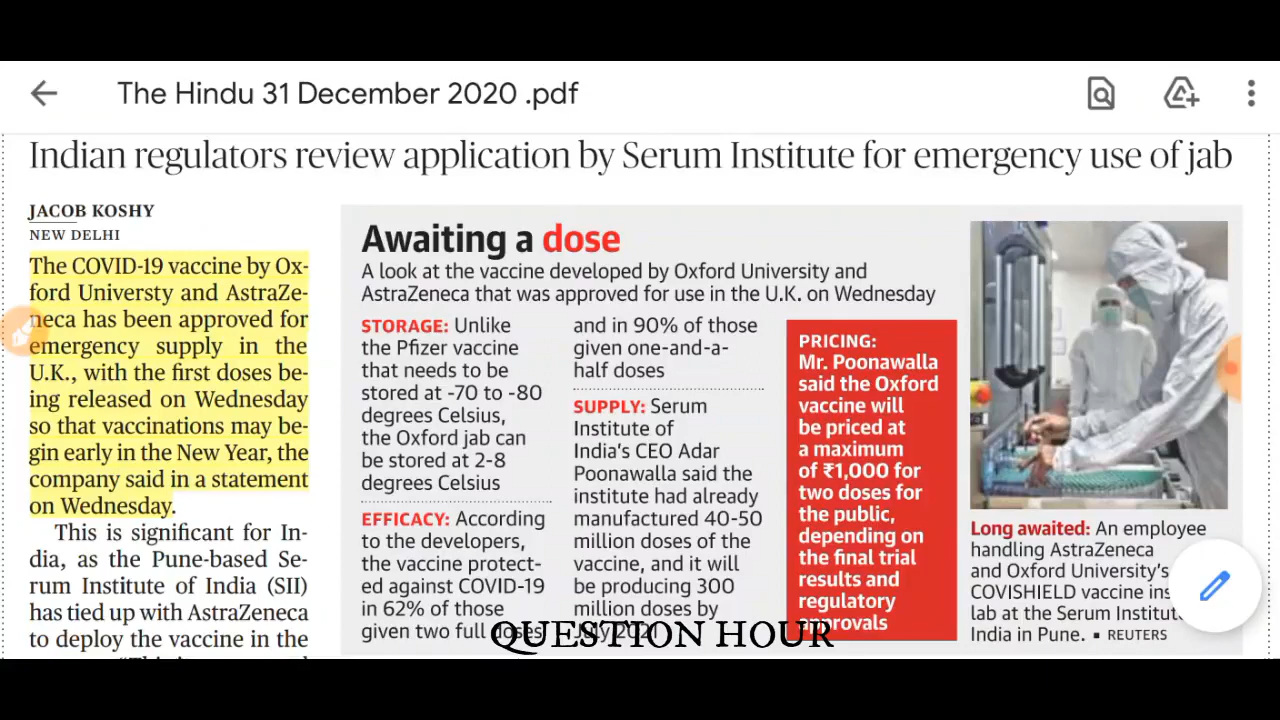 The Hindu 31 December 2020 .pdf
Indian regulators review application by Serum Institute for emergency use of jab
JACOB KOSHY
NEW DELHI
The COVID-19 vaccine by Ox-
ford Universty and AstraZe-
neca has been approved for
emergency supply in the
U.K., with the first doses be-
ing released on Wednesday
so that vaccinations may be-
gin early in the New Year, the
company said in a statement
on Wednesday.
This is significant for In-
dia, as the Pune-based Se-
rum Institute of India (SII)
has tied up with AstraZeneca
to deploy the vaccine in the
Awaiting a dose
A look at the vaccine developed by Oxford University and
AstraZeneca that was approved for use in the U.K. on Wednesday
STORAGE: Unlike
the Pfizer vaccine
that needs to be
stored at -70 to -80
degrees Celsius,
the Oxford jab can
be stored at 2-8
degrees Celsius
EFFICACY: According
to the developers,
the vaccine protect-
ed against COVID-19
in 62% of those
given two full doses
and in 90% of those
given one-and-a-
half doses
SUPPLY: Serum
Institute of
India's CEO Adar
Poonawalla said the
institute had already
manufactured 40-50
million doses of the
vaccine, and it will
be producing 300
million doses by
July 2021
PRICING:
Mr. Poonawalla
said the Oxford
vaccine will
be priced at
a maximum
of ₹1,000 for
two doses for
the public,
depending on
the final trial
results and
regulatory
approvals
Long awaited: An employee
handling AstraZeneca
and Oxford University's
COVISHIELD vaccine ins
lab at the Serum Institut
India in Pune. ▪ REUTERS
QUESTION HOUR